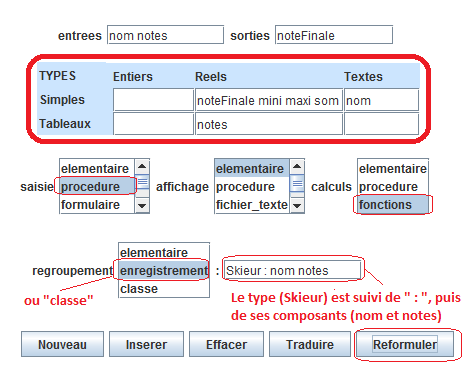 entrees nom notes sorties noteFinale
TYPES Entiers Reels Textes
Simples noteFinale mini maxi som nom
Tableaux notes
saisie elementaire procedure formulaire affichage elementaire procedure fichier_texte calculs elementaire procedure fonctions
regroupement elementaire enregistrement classe : Skieur : nom notes
ou "classe"
Le type (Skieur) est suivi de " : ", puis
de ses composants (nom et notes)
Nouveau Inserer Effacer Traduire Reformuler